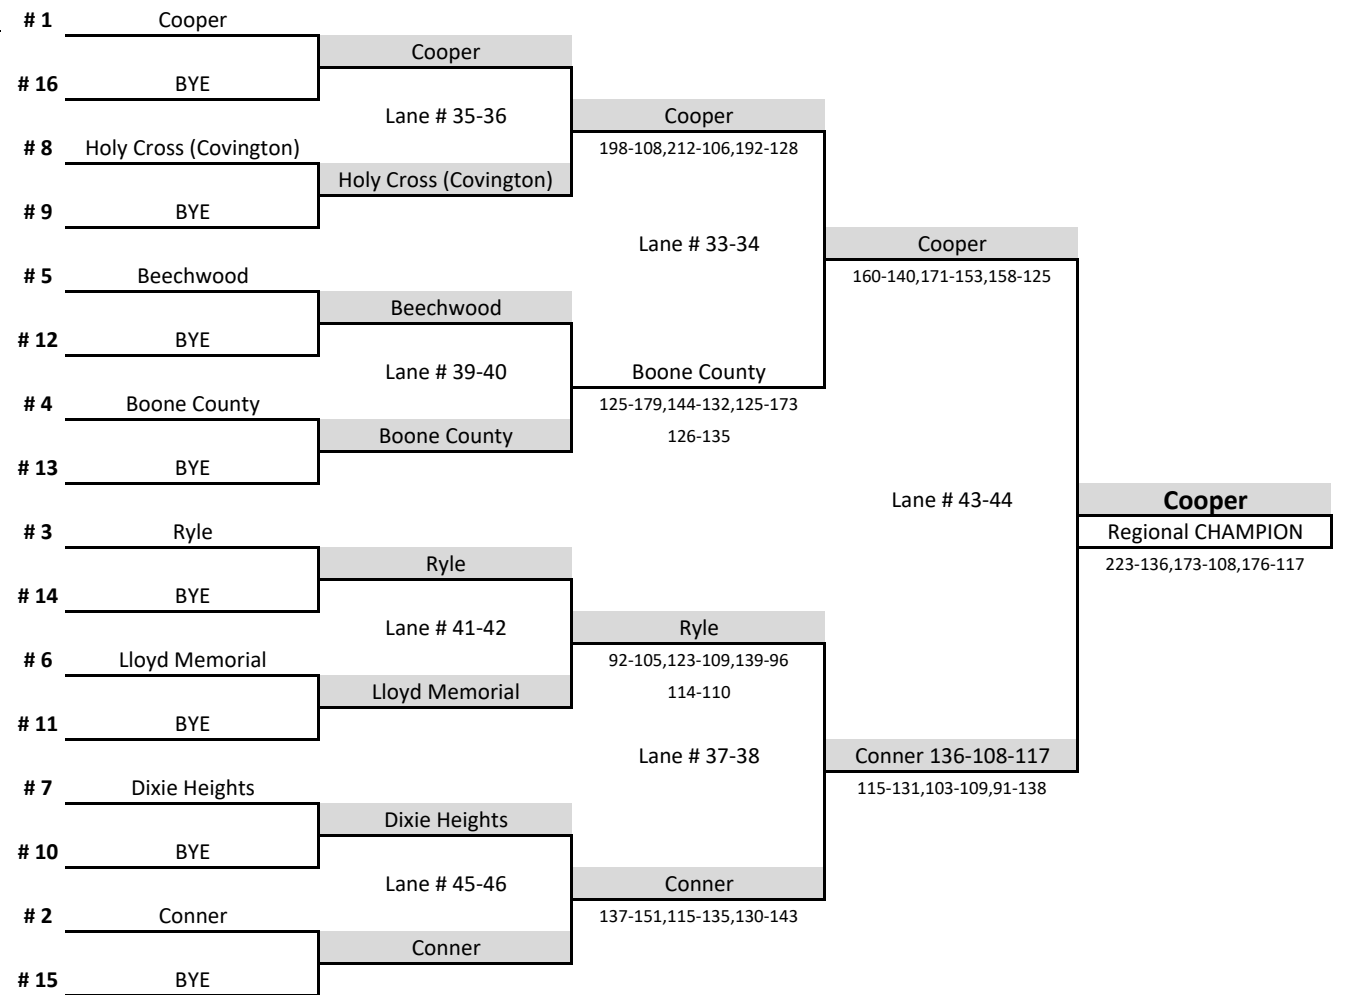 # 1 Cooper
Cooper
# 16 BYE
Lane # 35-36
Cooper
# 8 Holy Cross (Covington)
198-108,212-106,192-128
Holy Cross (Covington)
# 9 BYE
Lane # 33-34
Cooper
# 5 Beechwood
160-140,171-153,158-125
Beechwood
# 12 BYE
Lane # 39-40
Boone County
# 4 Boone County
125-179,144-132,125-173
Boone County
126-135
# 13 BYE
Lane # 43-44
Cooper
# 3 Ryle
Regional CHAMPION
Ryle
223-136,173-108,176-117
# 14 BYE
Lane # 41-42
Ryle
# 6 Lloyd Memorial
92-105,123-109,139-96
Lloyd Memorial
114-110
# 11 BYE
Lane # 37-38
Conner 136-108-117
# 7 Dixie Heights
115-131,103-109,91-138
Dixie Heights
# 10 BYE
Lane # 45-46
Conner
# 2 Conner
137-151,115-135,130-143
Conner
# 15 BYE